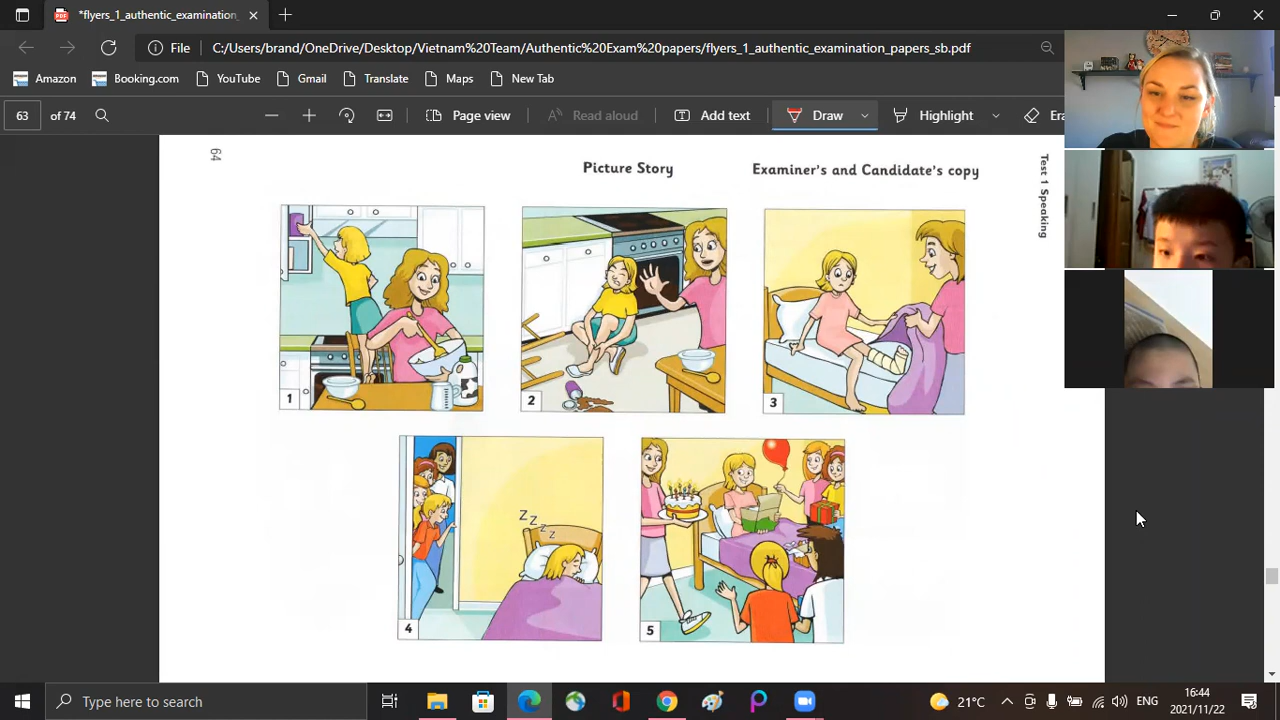 *flyers_1_authentic_examination_
File
C:/Users/brand/OneDrive/Desktop/Vietnam%20Team/Authentic%20Exam%20papers/flyers_1_authentic_examination_papers_sb.pdf
Amazon
Booking.com
YouTube
Gmail
Translate
Maps
New Tab
63
of 74
Page view
Read aloud
Add text
Draw
Highlight
Era
64
Picture Story
Examiner's and Candidate's copy
Test 1 Speaking
1
2
3
z z z z
4
5
Type here to search
21°C
ENG
16:44
2021/11/22